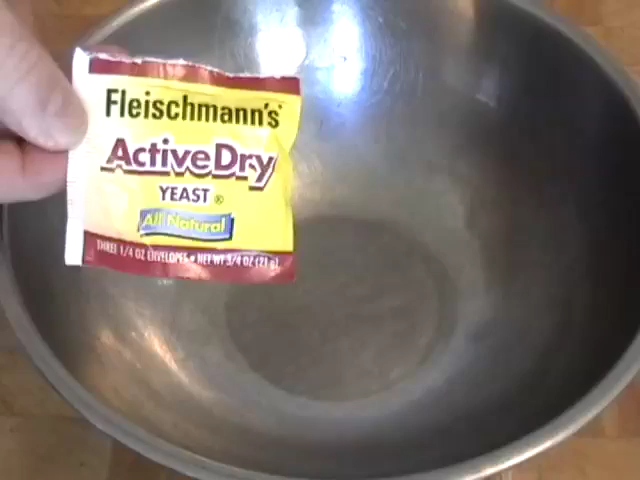 Fleischmann's
ActiveDry
YEAST ®
All Natural
THREE 1/4 OZ ENVELOPES • NET WT 3/4 OZ (21 g)